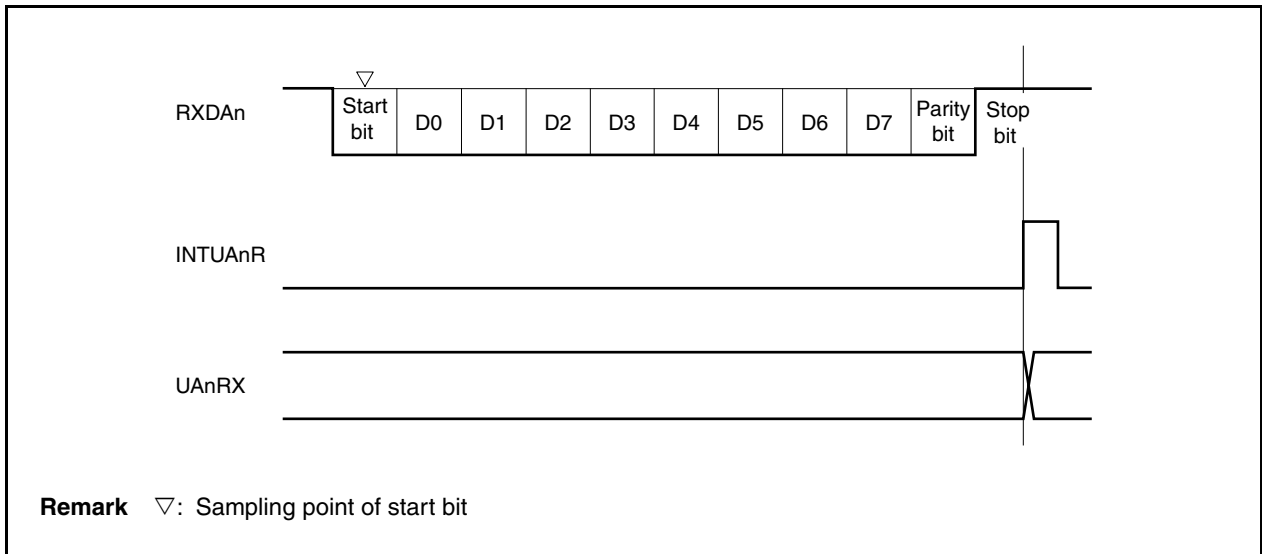 RXDAn
Start bit D0 D1 D2 D3 D4 D5 D6 D7 Parity bit Stop bit
INTUAnR
UAnRX
Remark ▽: Sampling point of start bit